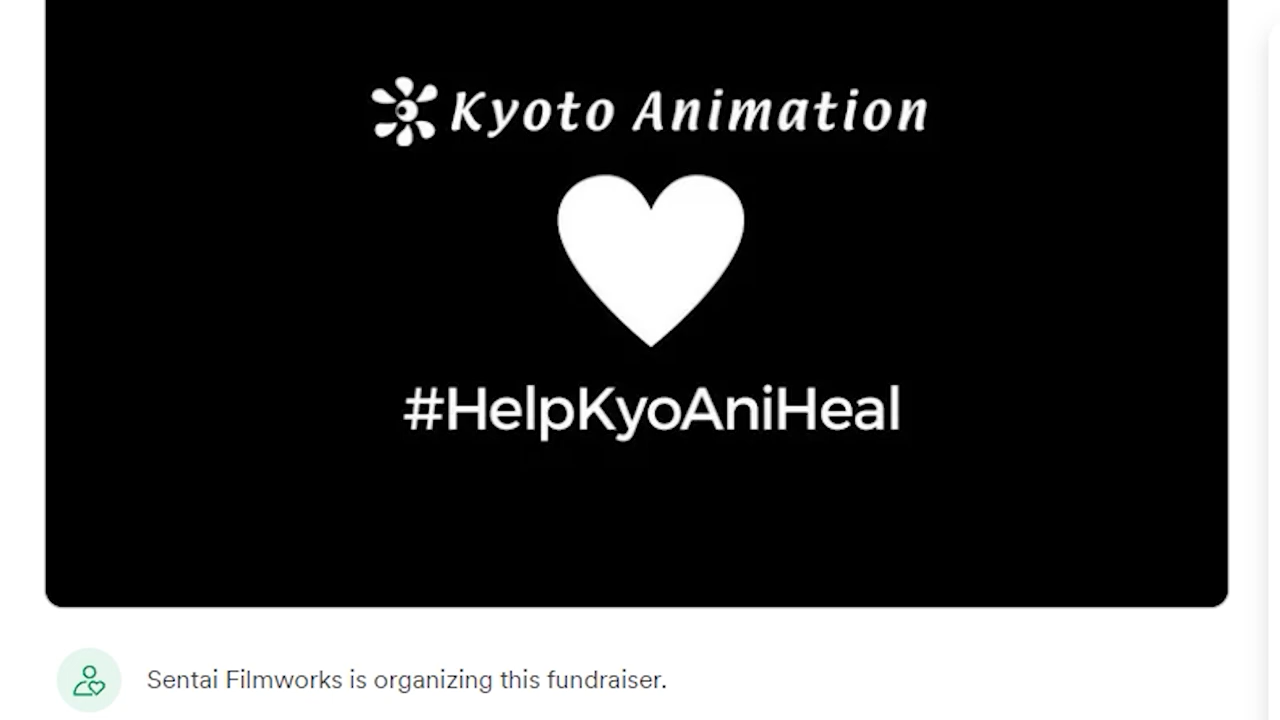 Kyoto Animation
#HelpKyoAniHeal
Sentai Filmworks is organizing this fundraiser.